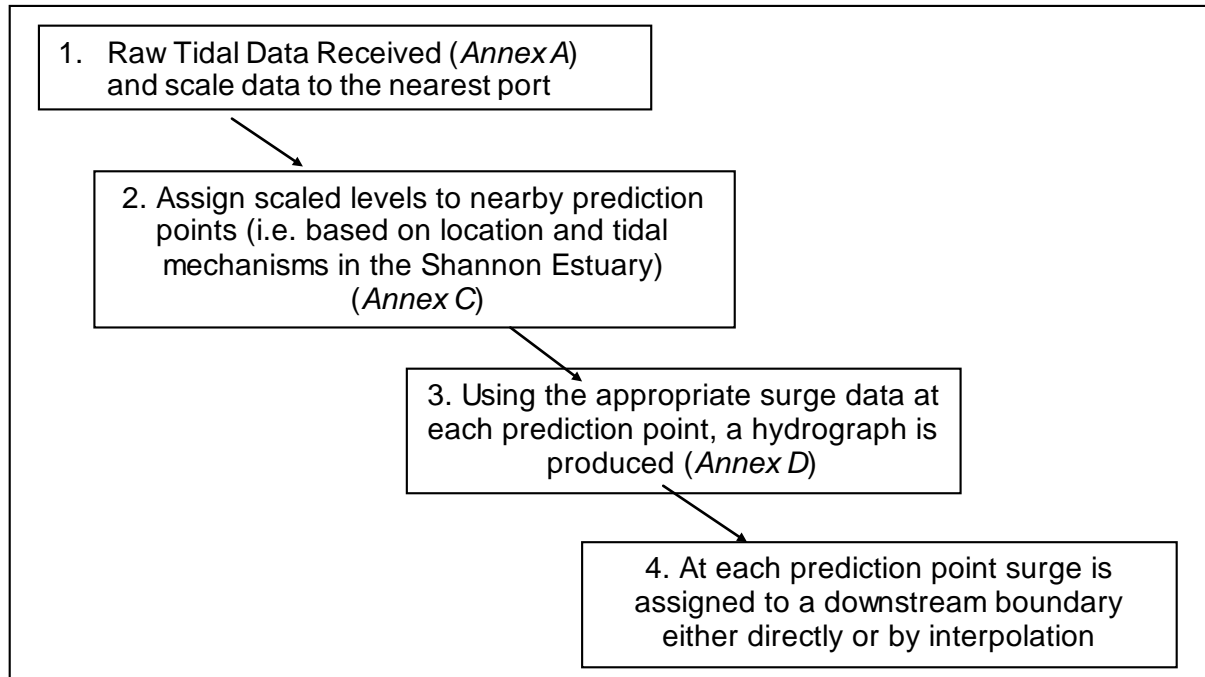 1. Raw Tidal Data Received (Annex A)
and scale data to the nearest port
2. Assign scaled levels to nearby prediction
points (i.e. based on location and tidal
mechanisms in the Shannon Estuary)
(Annex C)
3. Using the appropriate surge data at
each prediction point, a hydrograph is
produced (Annex D)
4. At each prediction point surge is
assigned to a downstream boundary
either directly or by interpolation